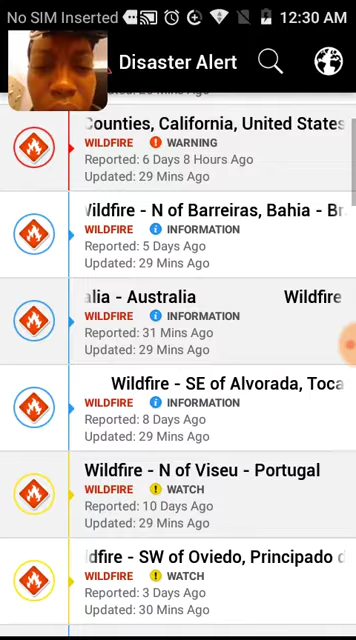 No SIM Inserted 12:30 AM
Disaster Alert
Counties, California, United States
WILDFIRE WARNING
Reported: 6 Days 8 Hours Ago
Updated: 29 Mins Ago
Wildfire - N of Barreiras, Bahia - Br
WILDFIRE INFORMATION
Reported: 5 Days Ago
Updated: 29 Mins Ago
alia - Australia Wildfire
WILDFIRE INFORMATION
Reported: 31 Mins Ago
Updated: 29 Mins Ago
Wildfire - SE of Alvorada, Toca
WILDFIRE INFORMATION
Reported: 8 Days Ago
Updated: 29 Mins Ago
Wildfire - N of Viseu - Portugal
WILDFIRE WATCH
Reported: 10 Days Ago
Updated: 29 Mins Ago
ldfire - SW of Oviedo, Principado d
WILDFIRE WATCH
Reported: 3 Days Ago
Updated: 30 Mins Ago